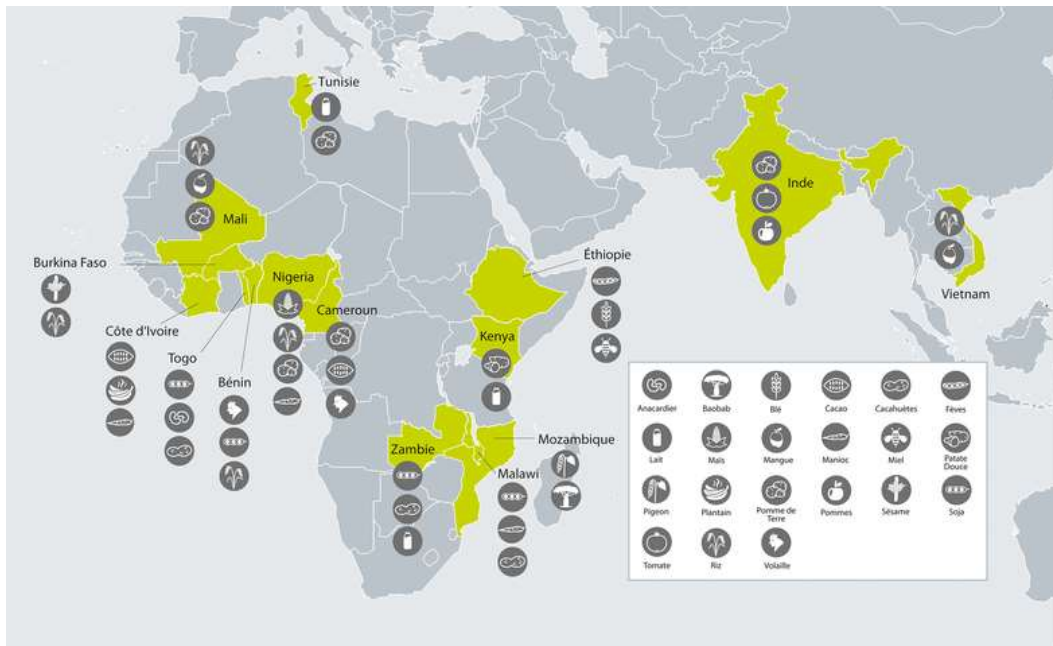 Tunisie
Mali
Inde
Burkina Faso
Nigeria
Éthiopie
Cameroun
Vietnam
Côte d'Ivoire
Kenya
Togo
Bénin
Mozambique
Zambie
Malawi
Anacardier
Baobab
Blé
Cacao
Cacahuètes
Fèves
Lait
Maïs
Mangue
Manioc
Miel
Patate
Douce
Pigeon
Plantain
Pomme de
Terre
Pommes
Sésame
Soja
Tomate
Riz
Volaille